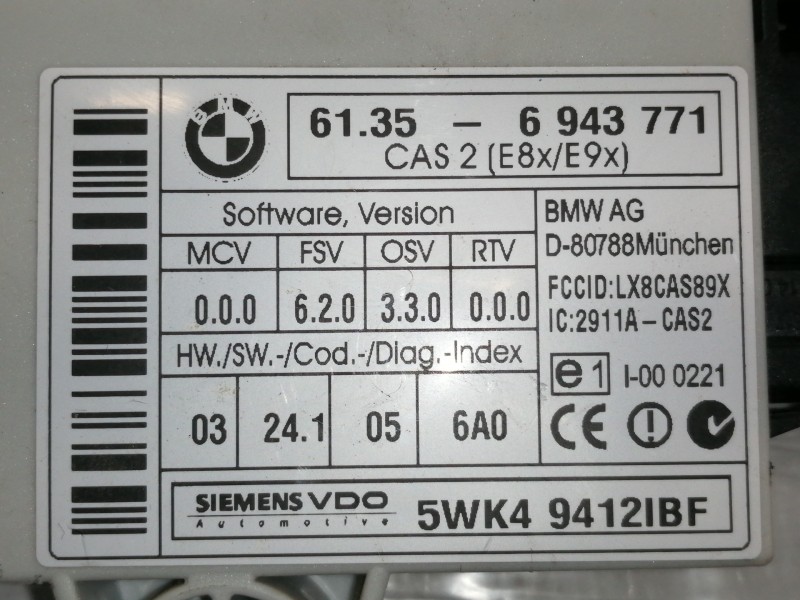 BMW
61.35 – 6 943 771
CAS 2 (E8x/E9x)
Software, Version
MCV FSV OSV RTV
0.0.0 6.2.0 3.3.0 0.0.0
HW./SW.-/Cod.-/Diag.-Index
03 24.1 05 6A0
BMW AG
D-80788München
FCCID:LX8CAS89X
IC:2911A-CAS2
e1 I-00 0221
CE
SIEMENS VDO
Automotive
5WK4 9412IBF